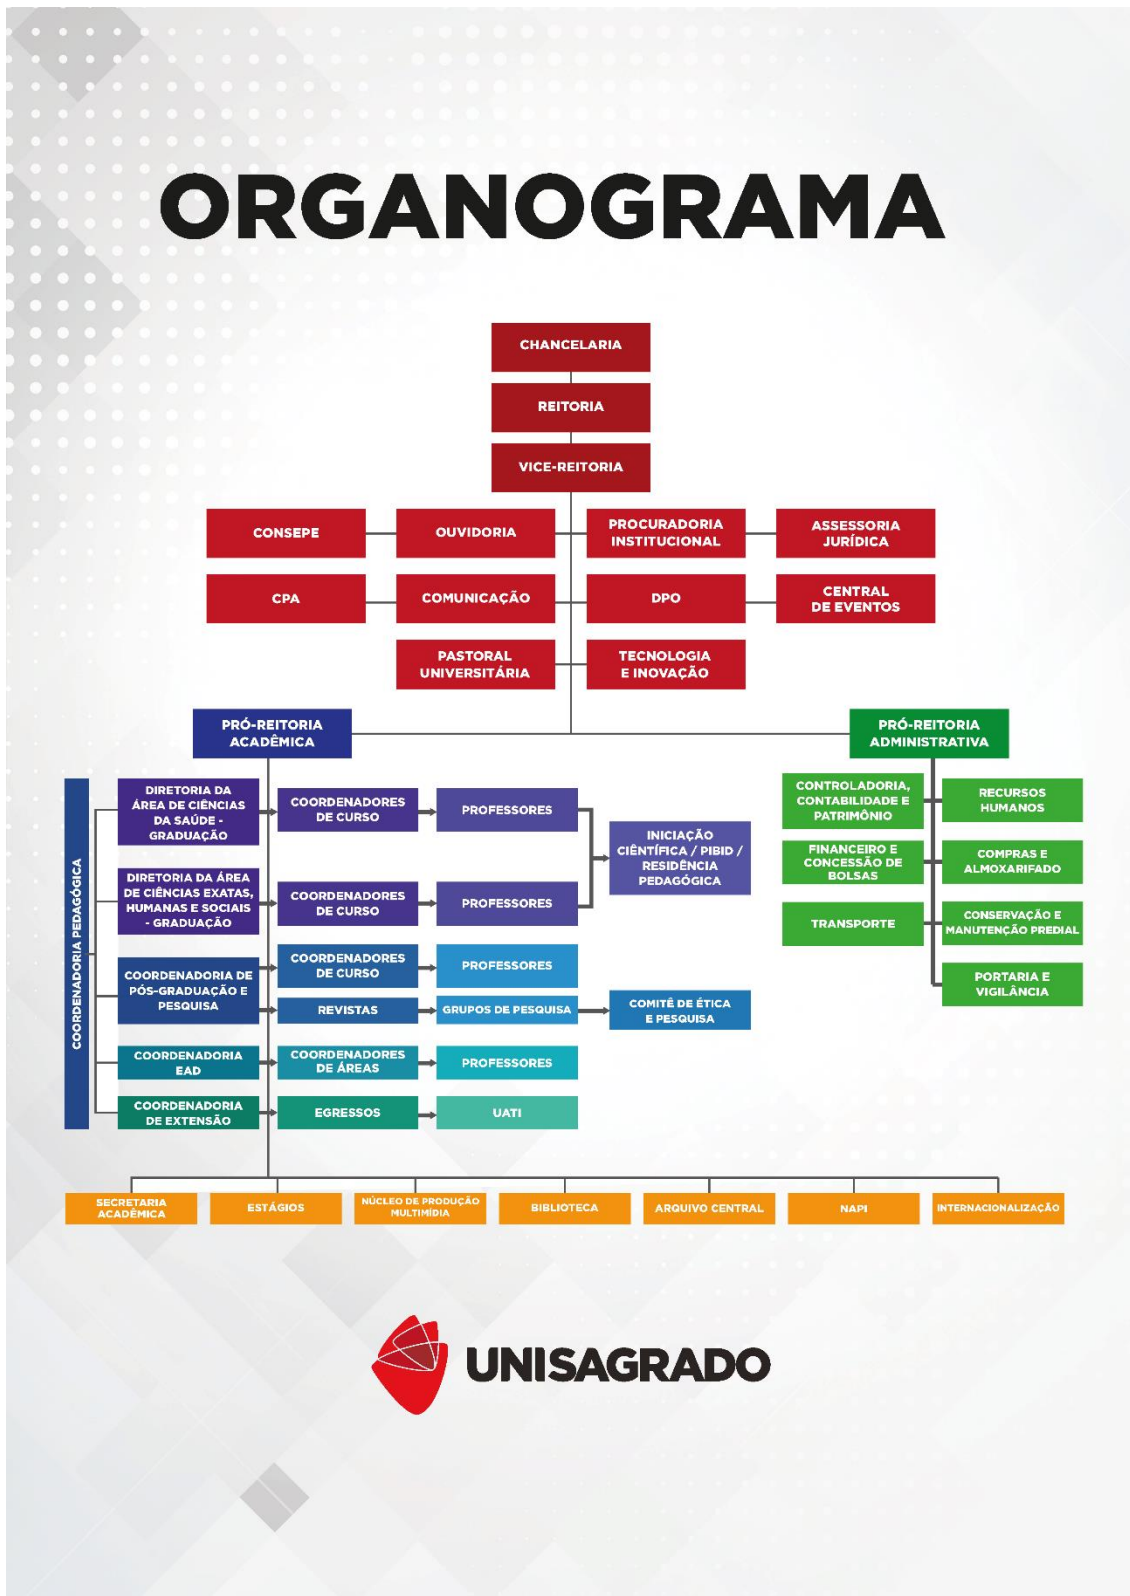 ORGANOGRAMA
CHANCELARIA
REITORIA
VICE-REITORIA
CONSEPE
OUVIDORIA
PROCURADORIA
INSTITUCIONAL
ASSESSORIA
JURÍDICA
CPA
COMUNICAÇÃO
DPO
CENTRAL
DE EVENTOS
PASTORAL
UNIVERSITÁRIA
TECNOLOGIA
E INOVAÇÃO
PRÓ-REITORIA
ACADÊMICA
PRÓ-REITORIA
ADMINISTRATIVA
COORDENADORIA PEDAGÓGICA
DIRETORIA DA
ÁREA DE CIÊNCIAS
DA SAÚDE -
GRADUAÇÃO
COORDENADORES
DE CURSO
PROFESSORES
DIRETORIA DA ÁREA
DE CIÊNCIAS EXATAS,
HUMANAS E SOCIAIS
- GRADUAÇÃO
COORDENADORES
DE CURSO
PROFESSORES
INICIAÇÃO
CIÊNTÍFICA / PIBID /
RESIDÊNCIA
PEDAGÓGICA
COORDENADORIA DE
PÓS-GRADUAÇÃO E
PESQUISA
COORDENADORES
DE CURSO
PROFESSORES
REVISTAS
GRUPOS DE PESQUISA
COMITÊ DE ÉTICA
E PESQUISA
COORDENADORIA
EAD
COORDENADORES
DE ÁREAS
PROFESSORES
COORDENADORIA
DE EXTENSÃO
EGRESSOS
UATI
CONTROLADORIA,
CONTABILIDADE E
PATRIMÔNIO
RECURSOS
HUMANOS
FINANCEIRO E
CONCESSÃO DE
BOLSAS
COMPRAS E
ALMOXARIFADO
TRANSPORTE
CONSERVAÇÃO E
MANUTENÇÃO PREDIAL
PORTARIA E
VIGILÂNCIA
SECRETARIA
ACADÊMICA
ESTÁGIOS
NÚCLEO DE PRODUÇÃO
MULTIMÍDIA
BIBLIOTECA
ARQUIVO CENTRAL
NAPI
INTERNACIONALIZAÇÃO
UNISAGRADO